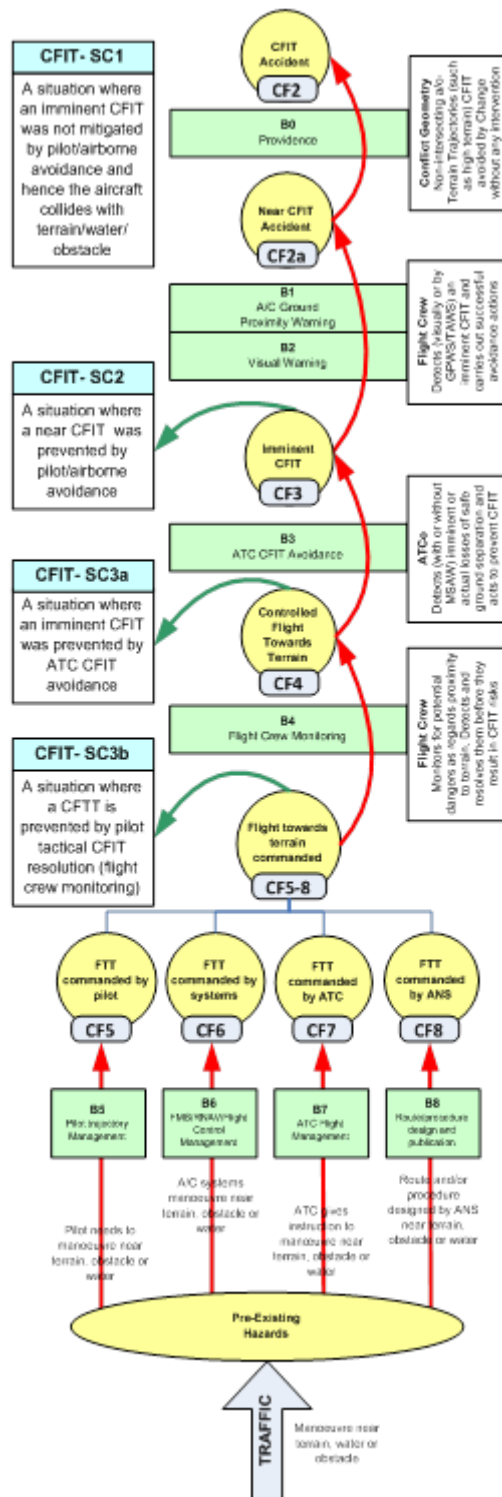 CFIT- SC1
A situation where
an imminent CFIT
was not mitigated
by pilot/airborne
avoidance and
hence the aircraft
collides with
terrain/water/
obstacle
CFIT
Accident
CF2
B0
Providence
Conflict Geometry
Non-intersecting a/c-
Terrain Trajectories (such
as high terrain) CFIT
avoided by Change
without any intervention
Near CFIT
Accident
CF2a
B1
A/C Ground
Proximity Warning
B2
Visual Warning
Flight Crew
Detects (visually or by
GPWS/TAWS) an
imminent CFIT and
carries out successful
avoidance actions
CFIT- SC2
A situation where
a near CFIT was
prevented by
pilot/airborne
avoidance
Imminent
CFIT
CF3
B3
ATC CFIT Avoidance
ATCo
Detects (with or without
MSAW) imminent or
actual losses of safe
ground separation and
acts to prevent CFIT
CFIT- SC3a
A situation where
an imminent CFIT
was prevented by
ATC CFIT
avoidance
Controlled
Flight
Towards
Terrain
CF4
B4
Flight Crew Monitoring
Flight Crew
Monitors for potential
dangers as regards proximity
to terrain. Detects and
resolves them before they
result in CFIT risks
CFIT- SC3b
A situation where
a CFTT is
prevented by pilot
tactical CFIT
resolution (flight
crew monitoring)
Flight towards
terrain
commanded
CF5-8
FTT
commanded by
pilot
CF5
FTT
commanded
by systems
CF6
FTT
commanded
by ATC
CF7
FTT
commanded
by ANS
CF8
B5
Pilot trajectory
Management
B6
FMS/RNAV/Flight
Control
Management
B7
ATC Flight
Management
B8
Route/procedure
design and
publication
Pilot needs to
manoeuvre near
terrain, obstacle or
water
A/C systems
manoeuvre near
terrain, obstacle or
water
ATC gives
instruction to
manoeuvre near
terrain, obstacle or
water
Route and/or
procedure
designed by ANS
near terrain,
obstacle or water
Pre-Existing
Hazards
TRAFFIC
Manoeuvre near
terrain, water or
obstacle